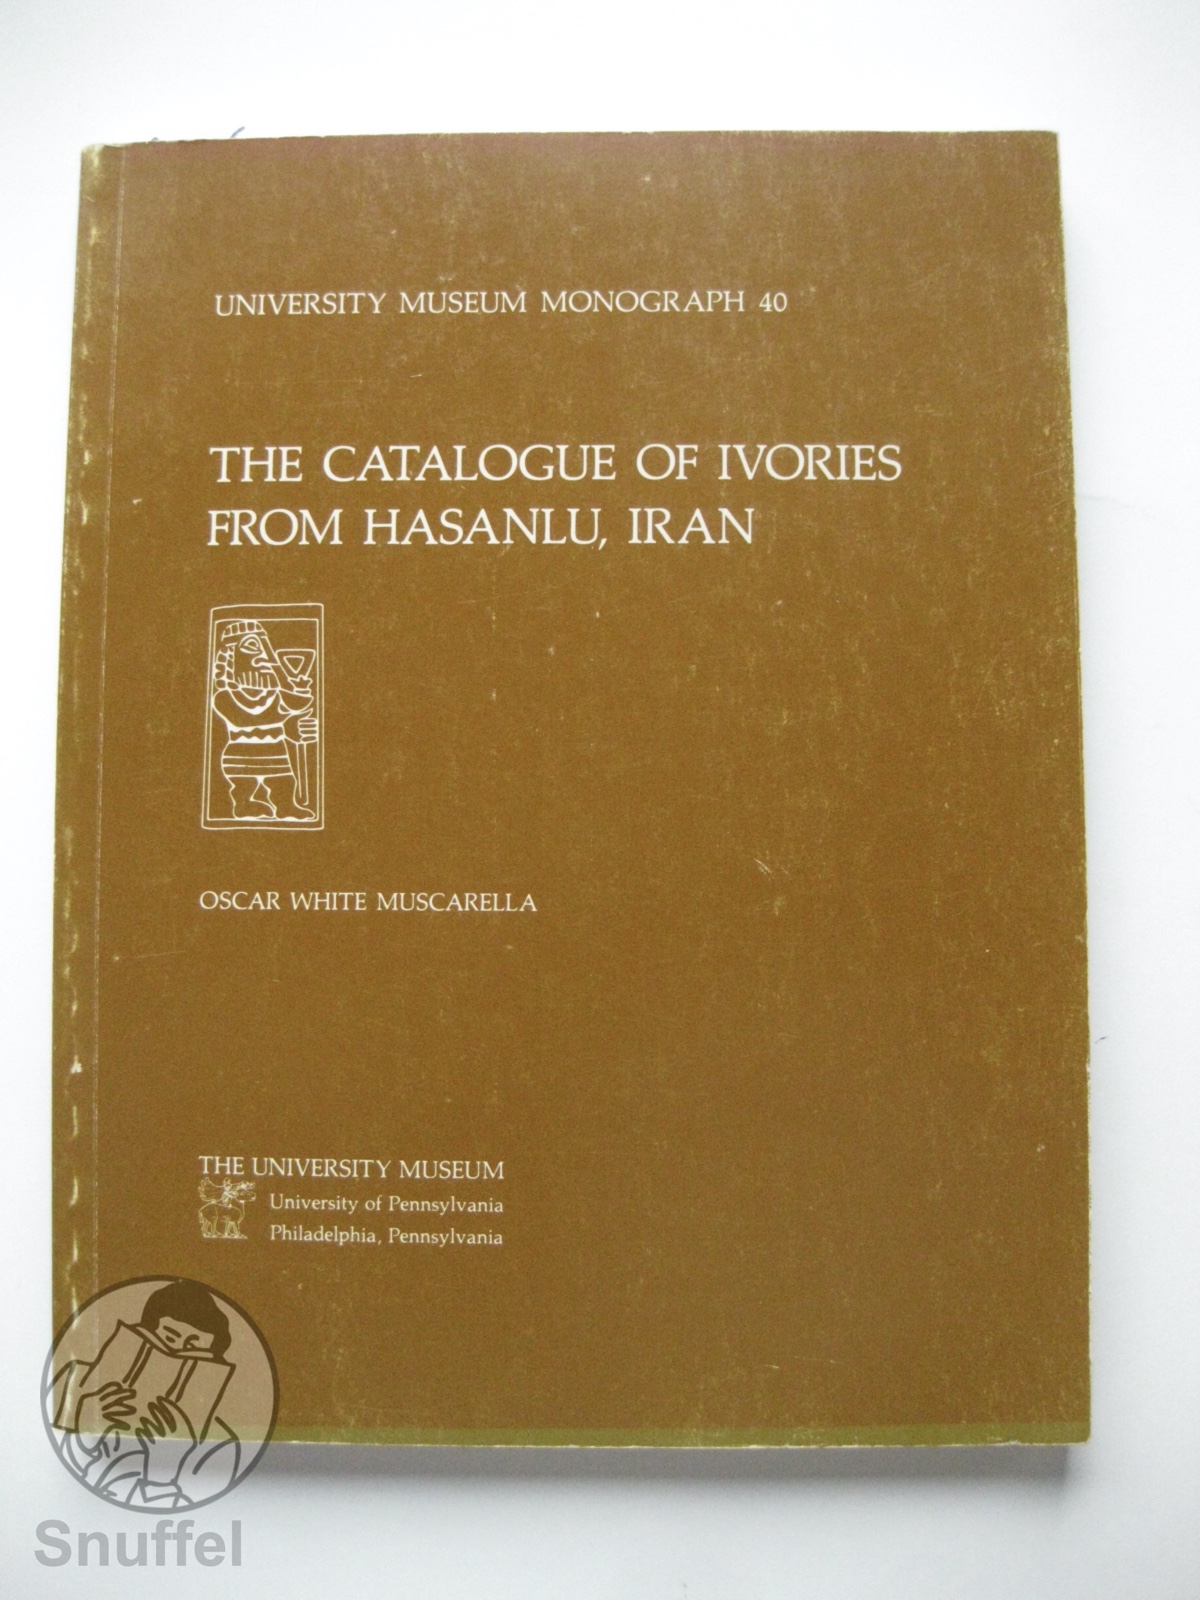 UNIVERSITY MUSEUM MONOGRAPH 40
THE CATALOGUE OF IVORIES
FROM HASANLU, IRAN
OSCAR WHITE MUSCARELLA
THE UNIVERSITY MUSEUM
University of Pennsylvania
Philadelphia, Pennsylvania
Snuffel